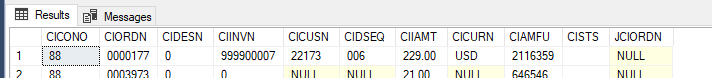 Results Messages
CICONO CIORDN CIDESN CIINVN CICUSN CIDSEQ CIIAMT CICURN CIAMFU CISTS JCIORDN
1 88 0000177 0 999900007 22173 006 229.00 USD 2116359 NULL
2 88 0003973 0 0 NULL NULL 21.00 NULL 646546 NULL